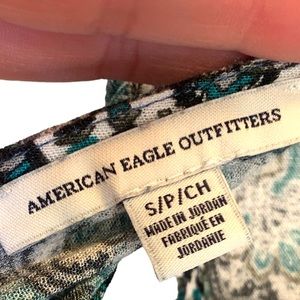 AMERICAN EAGLE OUTFITTERS
S/P/CH
MADE IN JORDAN
FABRIQUÉ EN
JORDANIE